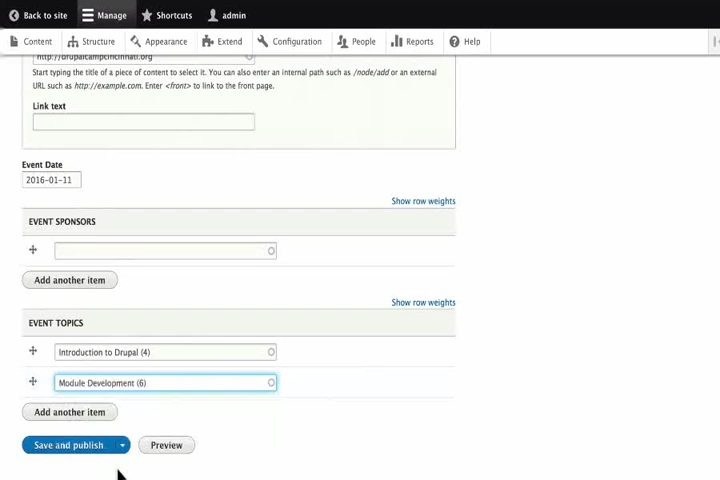 Back to site Manage Shortcuts admin
Content Structure Appearance Extend Configuration People Reports Help
http://drupalcampcincinnati.org
Start typing the title of a piece of content to select it. You can also enter an internal path such as /node/add or an external
URL such as http://example.com. Enter <front> to link to the front page.
Link text
Event Date
2016-01-11
Show row weights
EVENT SPONSORS
Add another item
Show row weights
EVENT TOPICS
Introduction to Drupal (4)
Module Development (6)
Add another item
Save and publish Preview